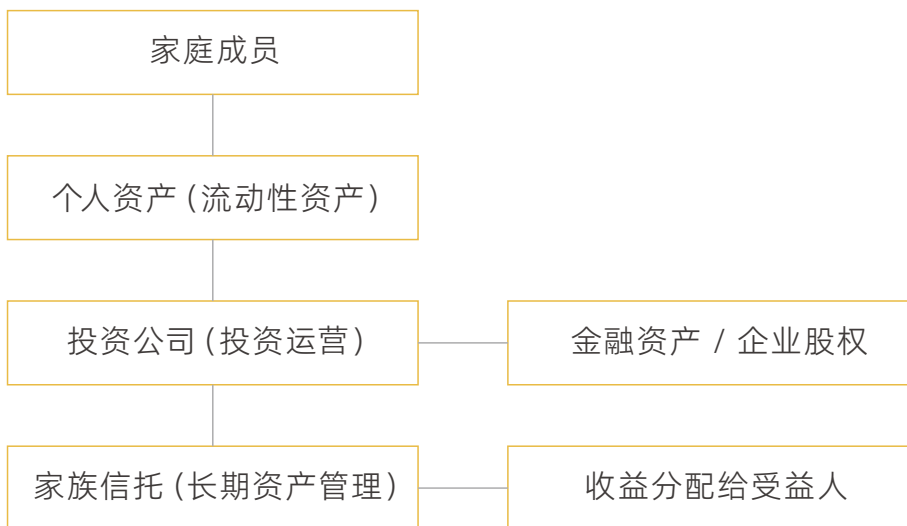 家庭成员
个人资产（流动性资产）
投资公司（投资运营）
金融资产 / 企业股权
家族信托（长期资产管理）
收益分配给受益人